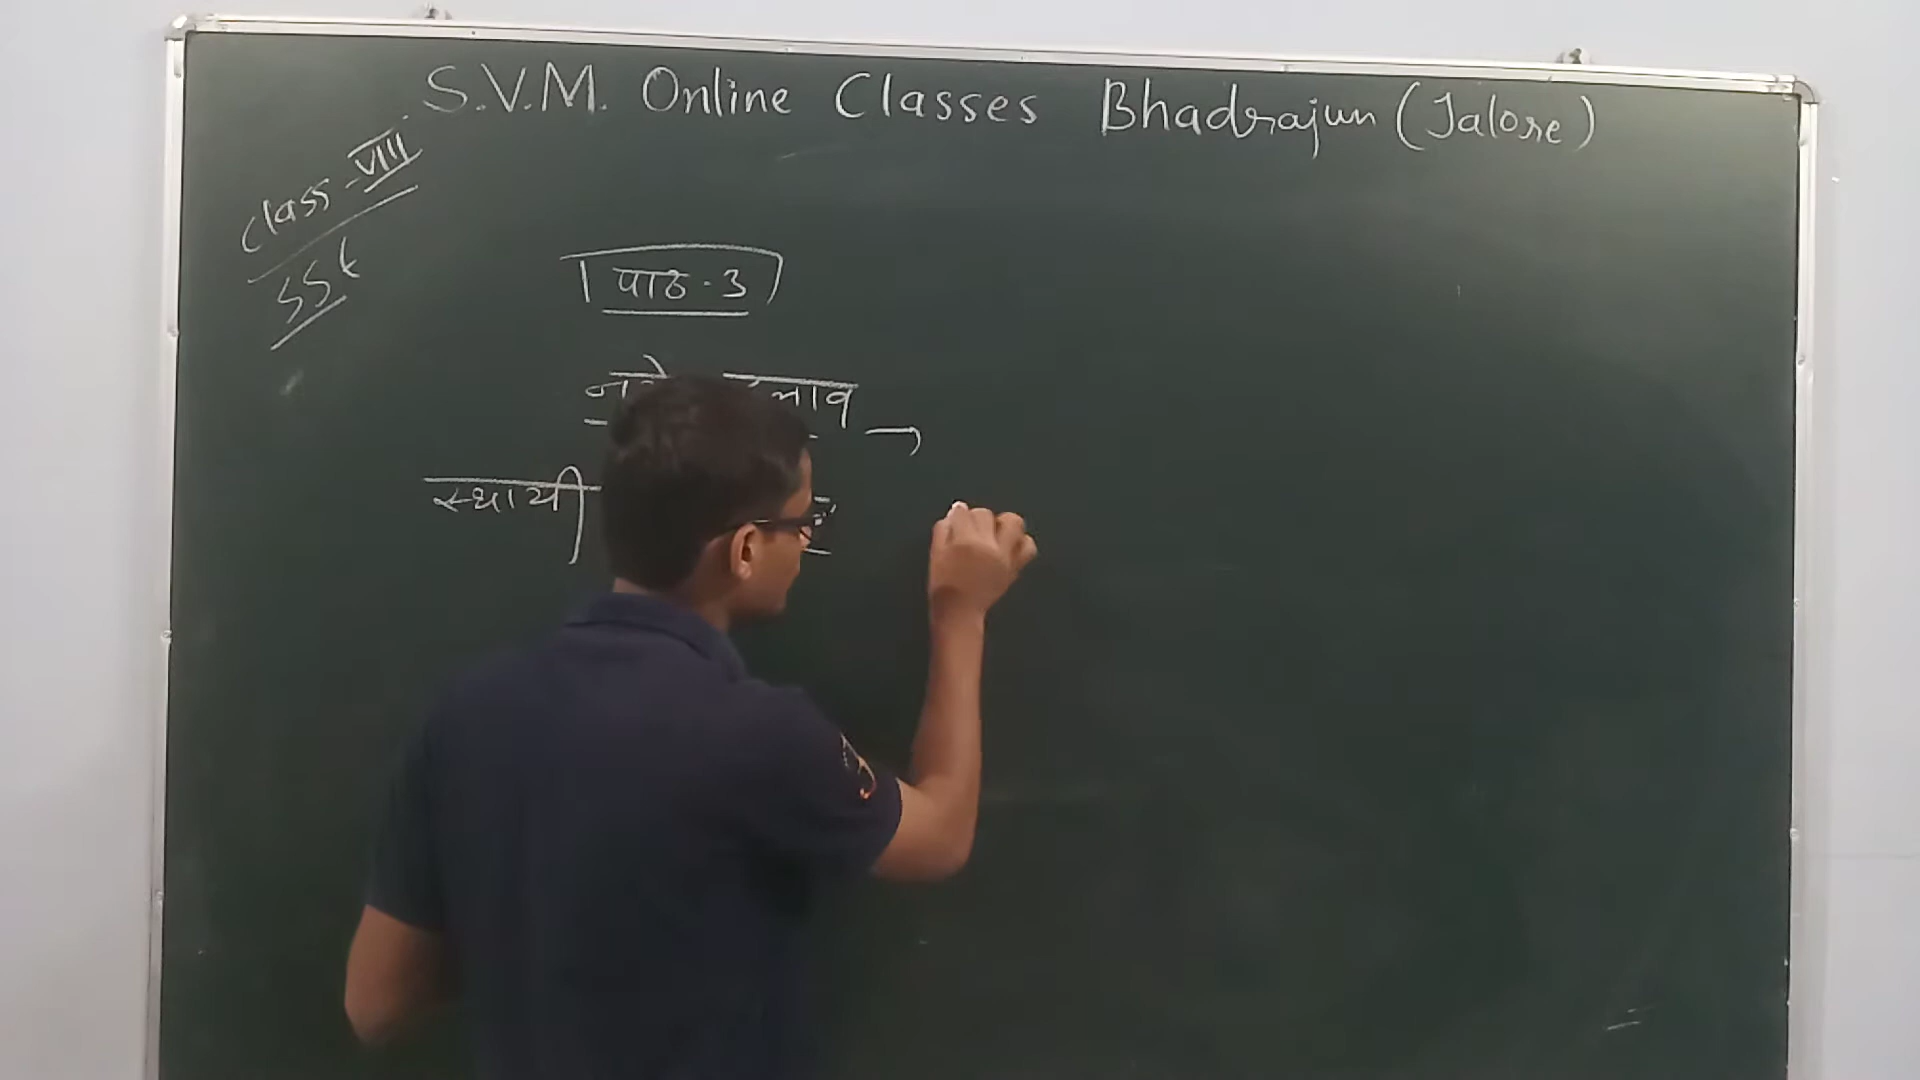 S.V.M. Online Classes Bhadrajun (Jalore)
Class - VIII
SSt
पाठ - 3
स्थायी